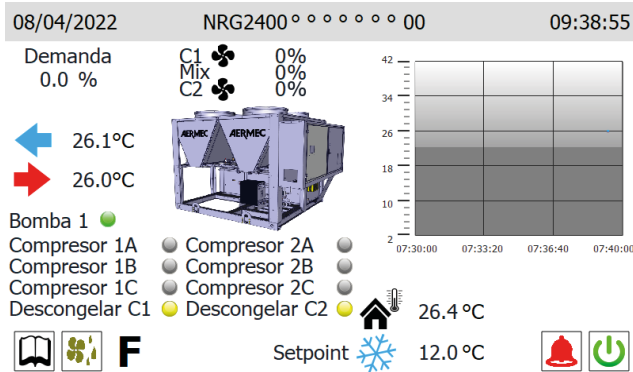 08/04/2022 NRG2400 ° ° ° ° ° ° ° 00 09:38:55
Demanda
0.0 %
C1 0%
Mix 0%
C2 0%
AERMEC AERMEC
26.1°C
26.0°C
42
34
26
18
10
2
07:30:00 07:33:20 07:36:40 07:40:00
Bomba 1
Compresor 1A Compresor 2A
Compresor 1B Compresor 2B
Compresor 1C Compresor 2C
Descongelar C1 Descongelar C2
26.4 °C
F
Setpoint 12.0 °C